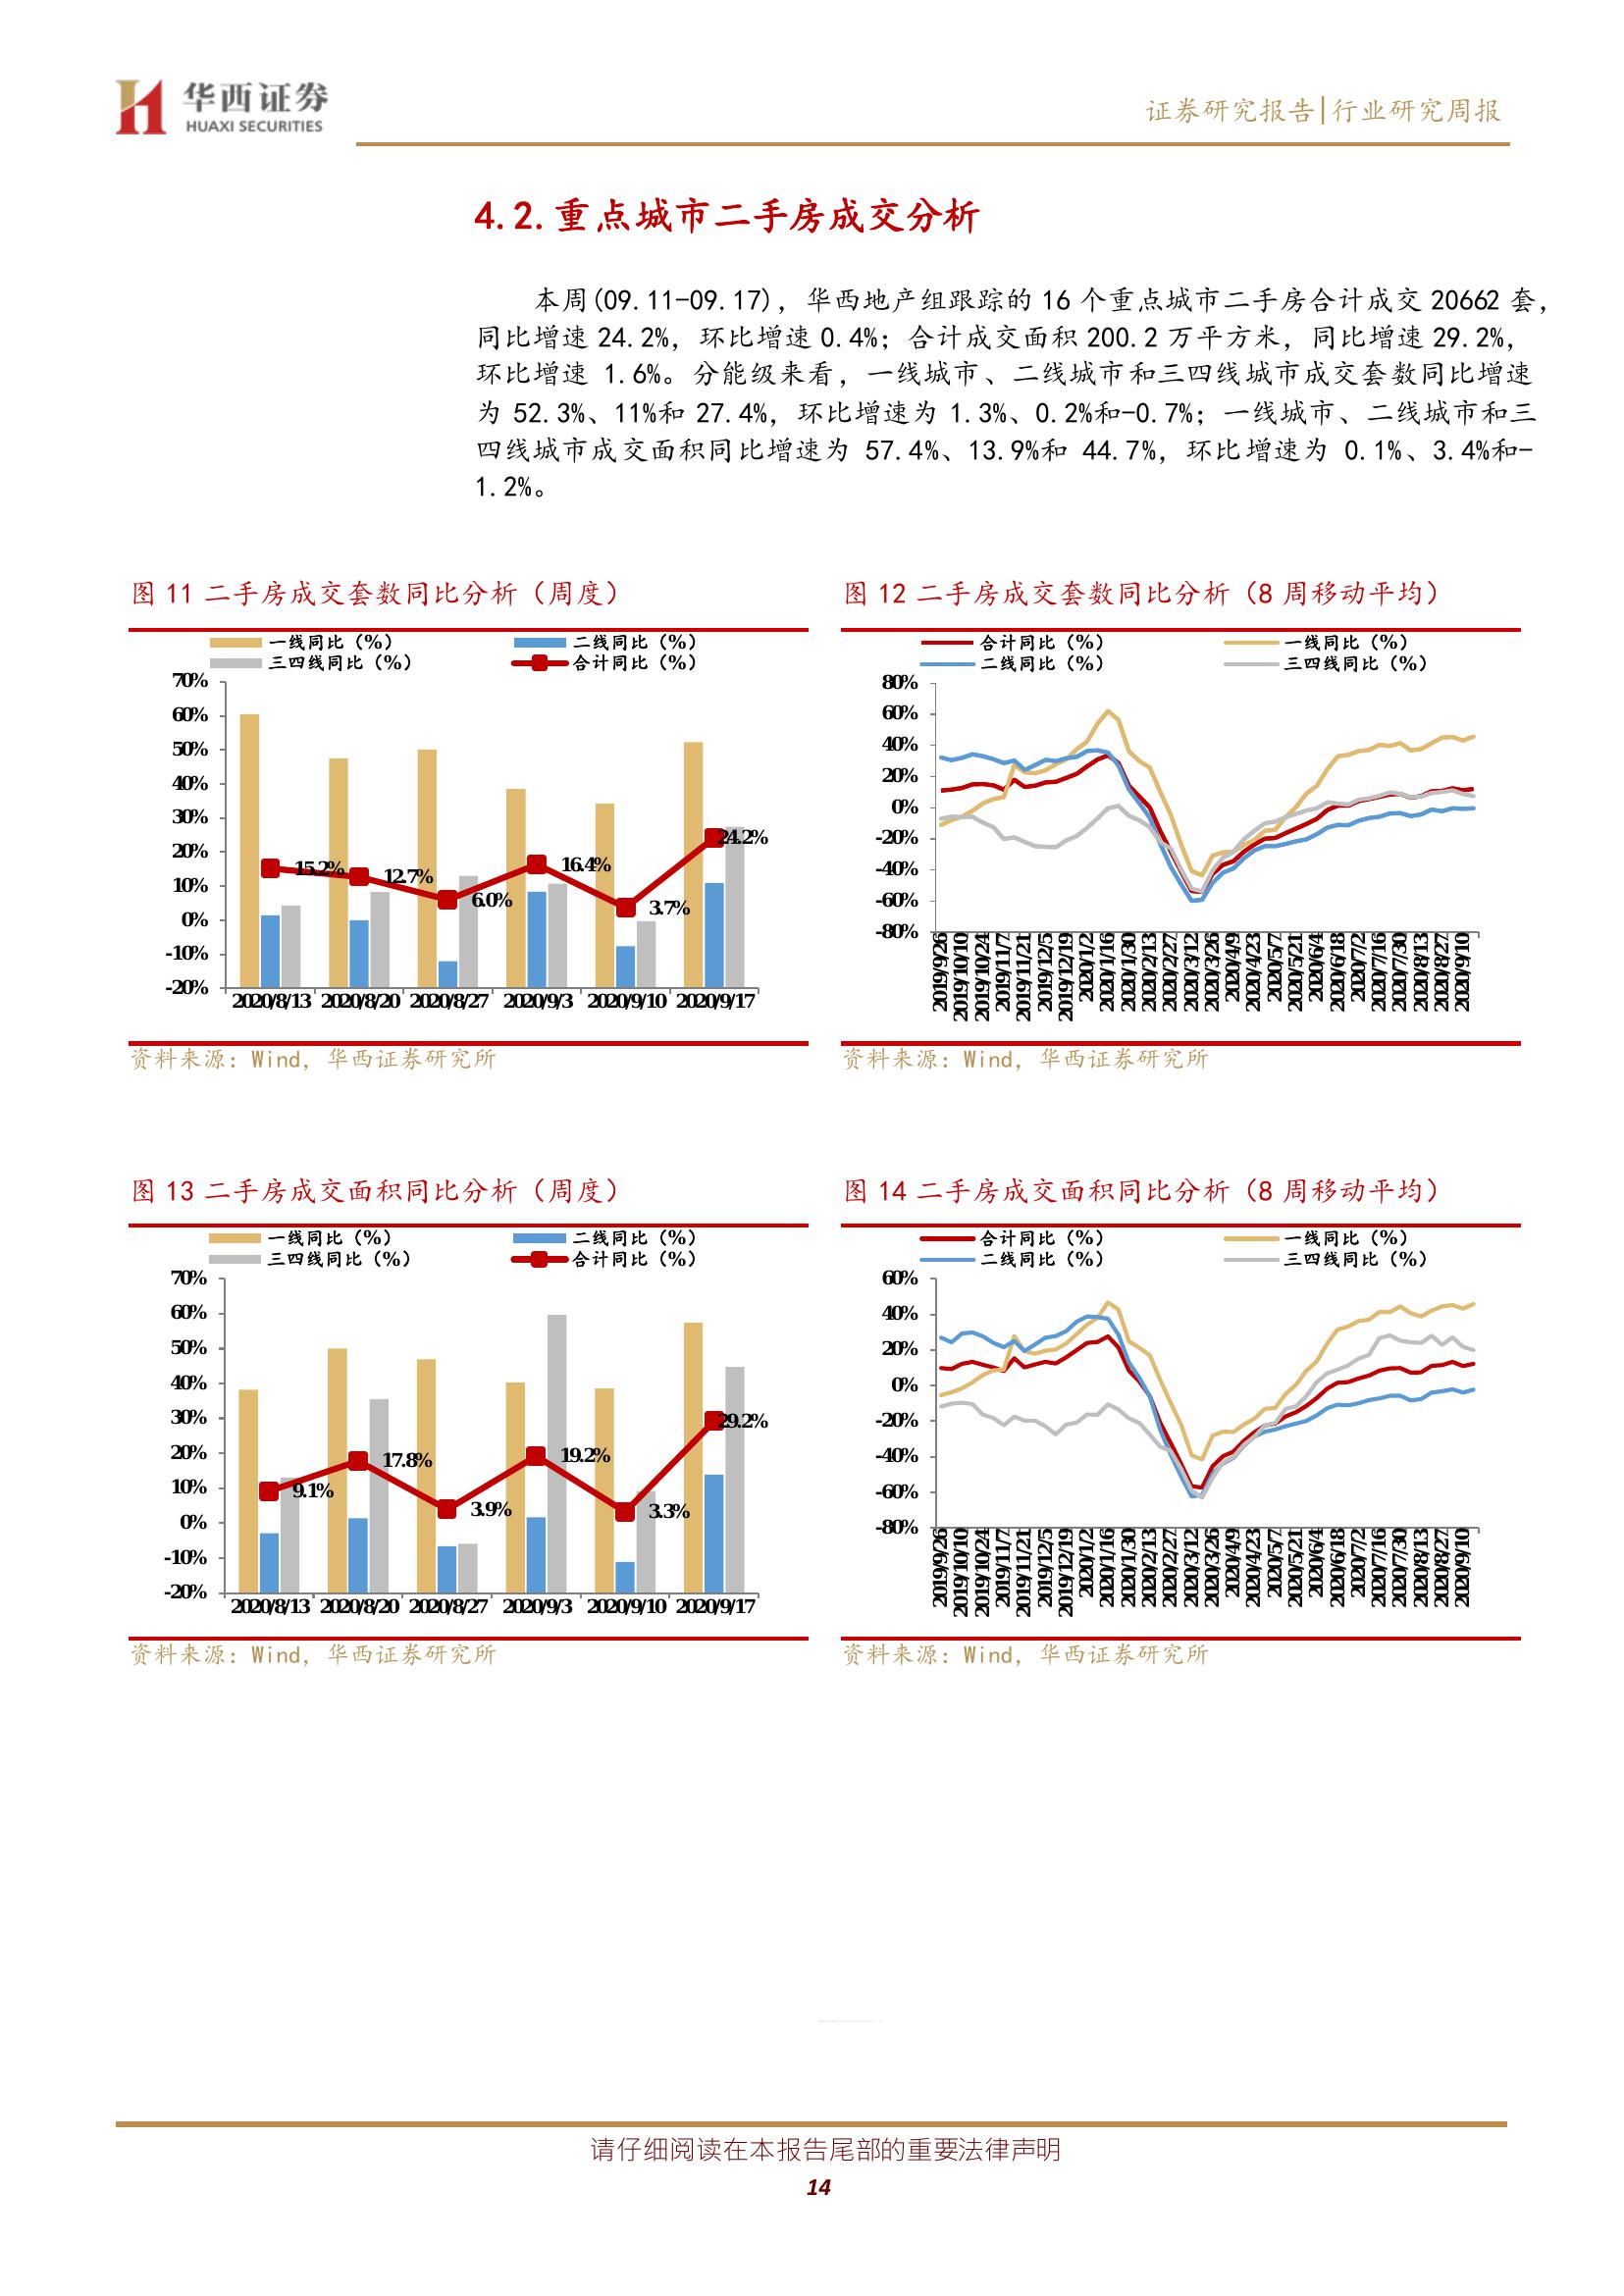 华西证券
HUAXI SECURITIES
证券研究报告|行业研究周报
4.2.重点城市二手房成交分析
本周(09.11-09.17)，华西地产组跟踪的 16 个重点城市二手房合计成交 20662 套，
同比增速 24.2%，环比增速 0.4%；合计成交面积 200.2 万平方米，同比增速 29.2%，
环比增速 1.6%。分能级来看，一线城市、二线城市和三四线城市成交套数同比增速
为 52.3%、11%和 27.4%，环比增速为 1.3%、0.2%和-0.7%；一线城市、二线城市和三
四线城市成交面积同比增速为 57.4%、13.9%和 44.7%，环比增速为 0.1%、3.4%和-
1.2%。
图 11 二手房成交套数同比分析（周度）
一线同比（%） 二线同比（%）
三四线同比（%） 合计同比（%）
70%
60%
50%
40%
30%
20%
10%
0%
-10%
-20%
15.2% 12.7% 6.0% 16.4% 3.7% 24.2%
2020/8/13 2020/8/20 2020/8/27 2020/9/3 2020/9/10 2020/9/17
资料来源：Wind，华西证券研究所
图 12 二手房成交套数同比分析（8 周移动平均）
合计同比（%） 一线同比（%）
二线同比（%） 三四线同比（%）
80%
60%
40%
20%
0%
-20%
-40%
-60%
-80%
2019/9/26 2019/10/10 2019/10/24 2019/11/7 2019/11/21 2019/12/5 2019/12/19 2020/1/2 2020/1/16 2020/1/30 2020/2/13 2020/2/27 2020/3/12 2020/3/26 2020/4/9 2020/4/23 2020/5/7 2020/5/21 2020/6/4 2020/6/18 2020/7/2 2020/7/16 2020/7/30 2020/8/13 2020/8/27 2020/9/10
资料来源：Wind，华西证券研究所
图 13 二手房成交面积同比分析（周度）
一线同比（%） 二线同比（%）
三四线同比（%） 合计同比（%）
70%
60%
50%
40%
30%
20%
10%
0%
-10%
-20%
9.1% 17.8% 3.9% 19.2% 3.3% 29.2%
2020/8/13 2020/8/20 2020/8/27 2020/9/3 2020/9/10 2020/9/17
资料来源：Wind，华西证券研究所
图 14 二手房成交面积同比分析（8 周移动平均）
合计同比（%） 一线同比（%）
二线同比（%） 三四线同比（%）
60%
40%
20%
0%
-20%
-40%
-60%
-80%
2019/9/26 2019/10/10 2019/10/24 2019/11/7 2019/11/21 2019/12/5 2019/12/19 2020/1/2 2020/1/16 2020/1/30 2020/2/13 2020/2/27 2020/3/12 2020/3/26 2020/4/9 2020/4/23 2020/5/7 2020/5/21 2020/6/4 2020/6/18 2020/7/2 2020/7/16 2020/7/30 2020/8/13 2020/8/27 2020/9/10
资料来源：Wind，华西证券研究所
请仔细阅读在本报告尾部的重要法律声明
14